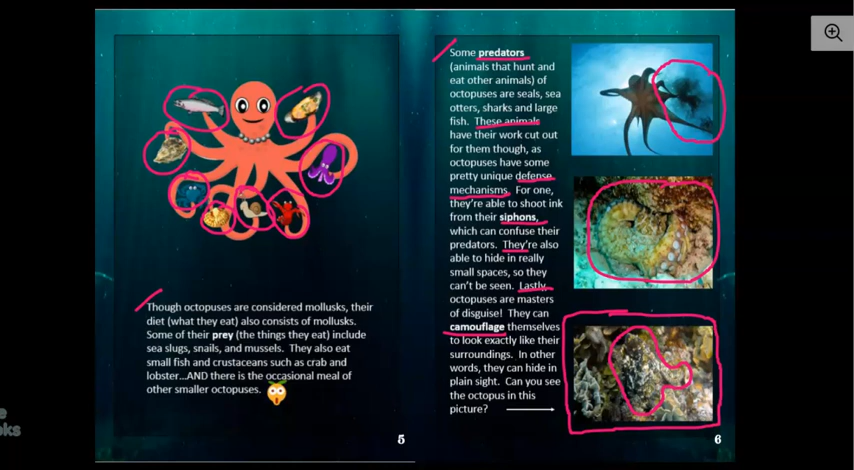 Though octopuses are considered mollusks, their
diet (what they eat) also consists of mollusks.
Some of their prey (the things they eat) include
sea slugs, snails, and mussels. They also eat
small fish and crustaceans such as crab and
lobster...AND there is the occasional meal of
other smaller octopuses.
5
Some predators
(animals that hunt and
eat other animals) of
octopuses are seals, sea
otters, sharks and large
fish. These animals
have their work cut out
for them though, as
octopuses have some
pretty unique defense
mechanisms. For one,
they're able to shoot ink
from their siphons,
which can confuse their
predators. They're also
able to hide in really
small spaces, so they
can't be seen. Lastly,
octopuses are masters
of disguise! They can
camouflage themselves
to look exactly like their
surroundings. In other
words, they can hide in
plain sight. Can you see
the octopus in this
picture?
6